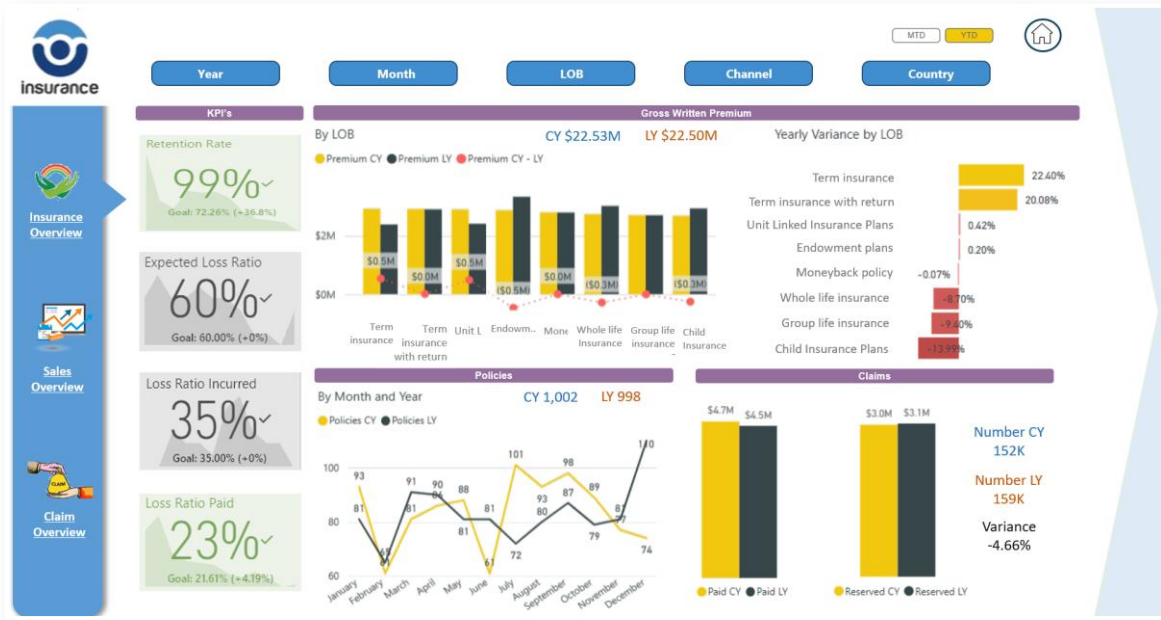 insurance
MTD
YTD
Year
Month
LOB
Channel
Country
Insurance
Overview
Sales
Overview
CLAIM
Claim
Overview
KPI's
Retention Rate
99%
Goal: 72.26% (+36.8%)
Expected Loss Ratio
60%
Goal: 60.00% (+0%)
Loss Ratio Incurred
35%
Goal: 35.00% (+0%)
Loss Ratio Paid
23%
Goal: 21.61% (+4.19%)
Gross Written Premium
By LOB
CY $22.53M
LY $22.50M
Premium CY
Premium LY
Premium CY - LY
$2M
$0M
$0.5M
$0.0M
$0.5M
($0.5M)
$0.0M
($0.3M)
($0.3M)
Term
insurance
Term
insurance
with return
Unit L
Endowm..
Mone
Whole life
Insurance
Group life
insurance
Child
Insurance
Yearly Variance by LOB
Term insurance
22.40%
Term insurance with return
20.08%
Unit Linked Insurance Plans
0.42%
Endowment plans
0.20%
Moneyback policy
-0.07%
Whole life insurance
-8.70%
Group life insurance
-9.40%
Child Insurance Plans
-13.99%
Policies
By Month and Year
CY 1,002
LY 998
Policies CY
Policies LY
100
80
60
93
81
65
61
91
81
90
86
88
81
81
61
101
72
93
80
98
87
89
79
81
77
110
74
January
February
March
April
May
June
July
August
September
October
November
December
Claims
$4.7M
$4.5M
Paid CY
Paid LY
$3.0M
$3.1M
Reserved CY
Reserved LY
Number CY
152K
Number LY
159K
Variance
-4.66%